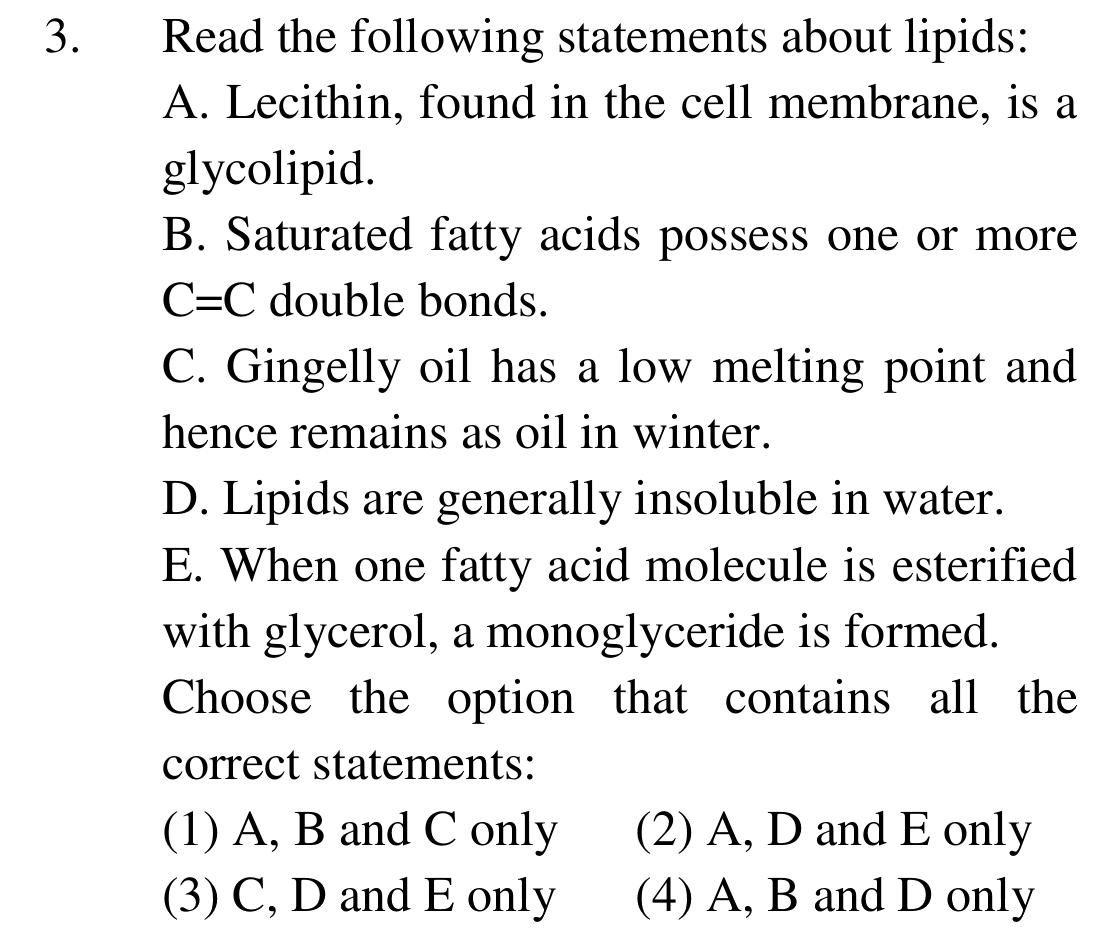 3. Read the following statements about lipids:
A. Lecithin, found in the cell membrane, is a
glycolipid.
B. Saturated fatty acids possess one or more
C=C double bonds.
C. Gingelly oil has a low melting point and
hence remains as oil in winter.
D. Lipids are generally insoluble in water.
E. When one fatty acid molecule is esterified
with glycerol, a monoglyceride is formed.
Choose the option that contains all the
correct statements:
(1) A, B and C only (2) A, D and E only
(3) C, D and E only (4) A, B and D only